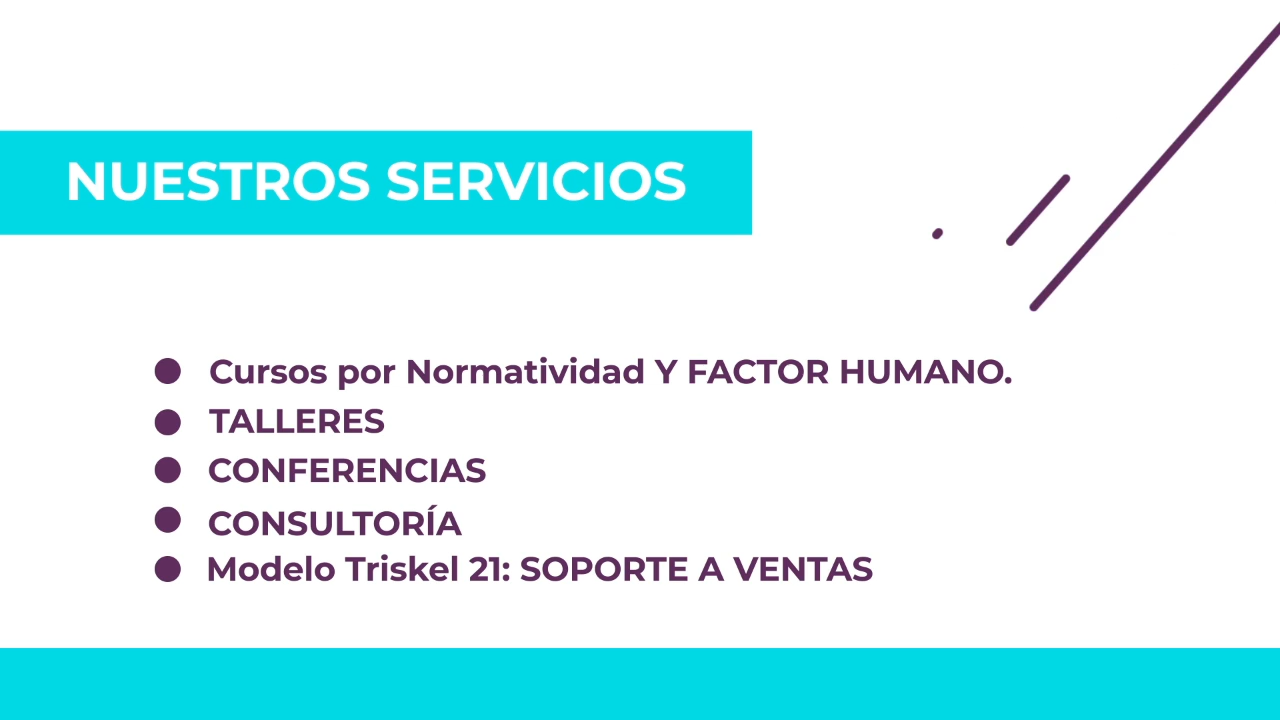 NUESTROS SERVICIOS
Cursos por Normatividad Y FACTOR HUMANO.
TALLERES
CONFERENCIAS
CONSULTORÍA
Modelo Triskel 21: SOPORTE A VENTAS